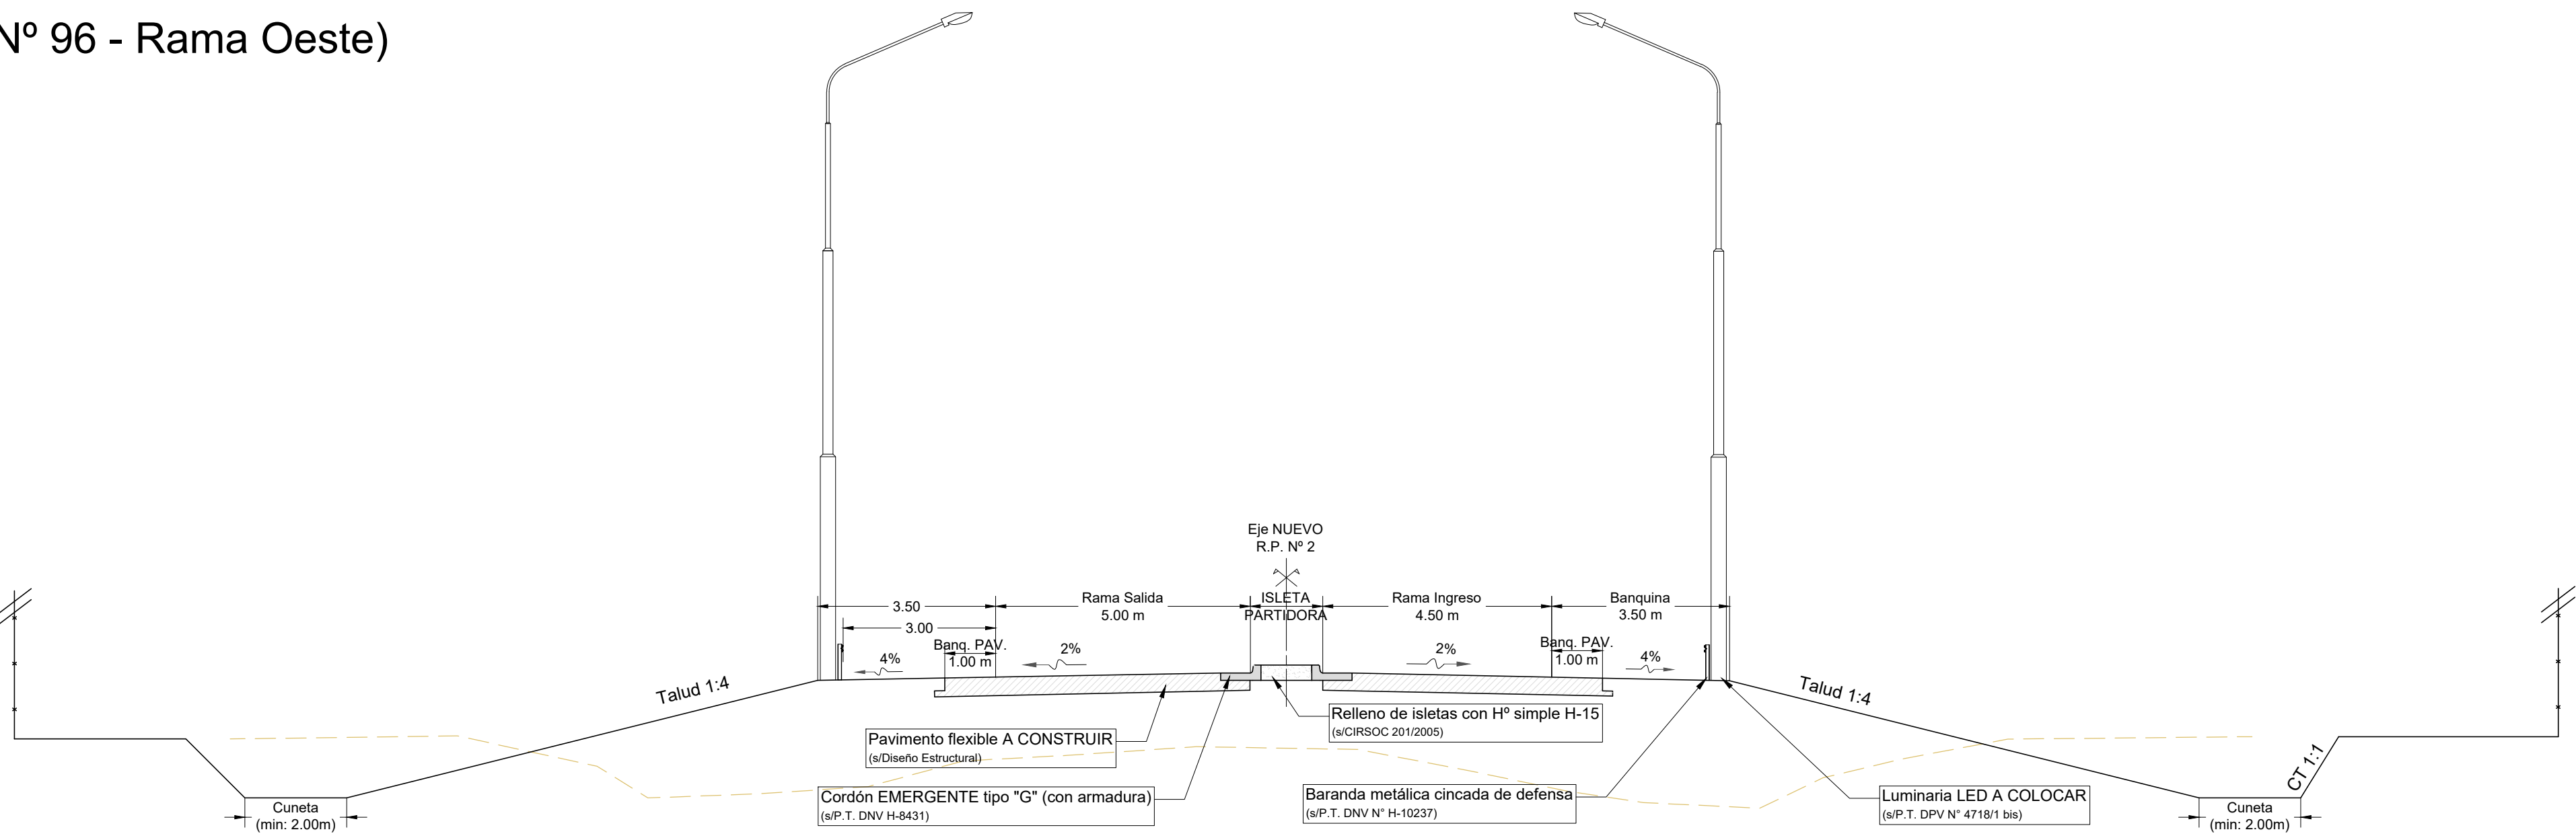 Nº 96 - Rama Oeste)
Eje NUEVO
R.P. Nº 2
3.50
Rama Salida
5.00 m
ISLETA
PARTIDORA
Rama Ingreso
4.50 m
Banquina
3.50 m
3.00
Banq. PAV.
1.00 m
4%
2%
2%
Banq. PAV.
1.00 m
4%
Talud 1:4
Talud 1:4
Relleno de isletas con Hº simple H-15
(s/CIRSOC 201/2005)
Pavimento flexible A CONSTRUIR
(s/Diseño Estructural)
CT 1:1
Cordón EMERGENTE tipo "G" (con armadura)
(s/P.T. DNV H-8431)
Baranda metálica cincada de defensa
(s/P.T. DNV N° H-10237)
Luminaria LED A COLOCAR
(s/P.T. DPV N° 4718/1 bis)
Cuneta
(min: 2.00m)
Cuneta
(min: 2.00m)